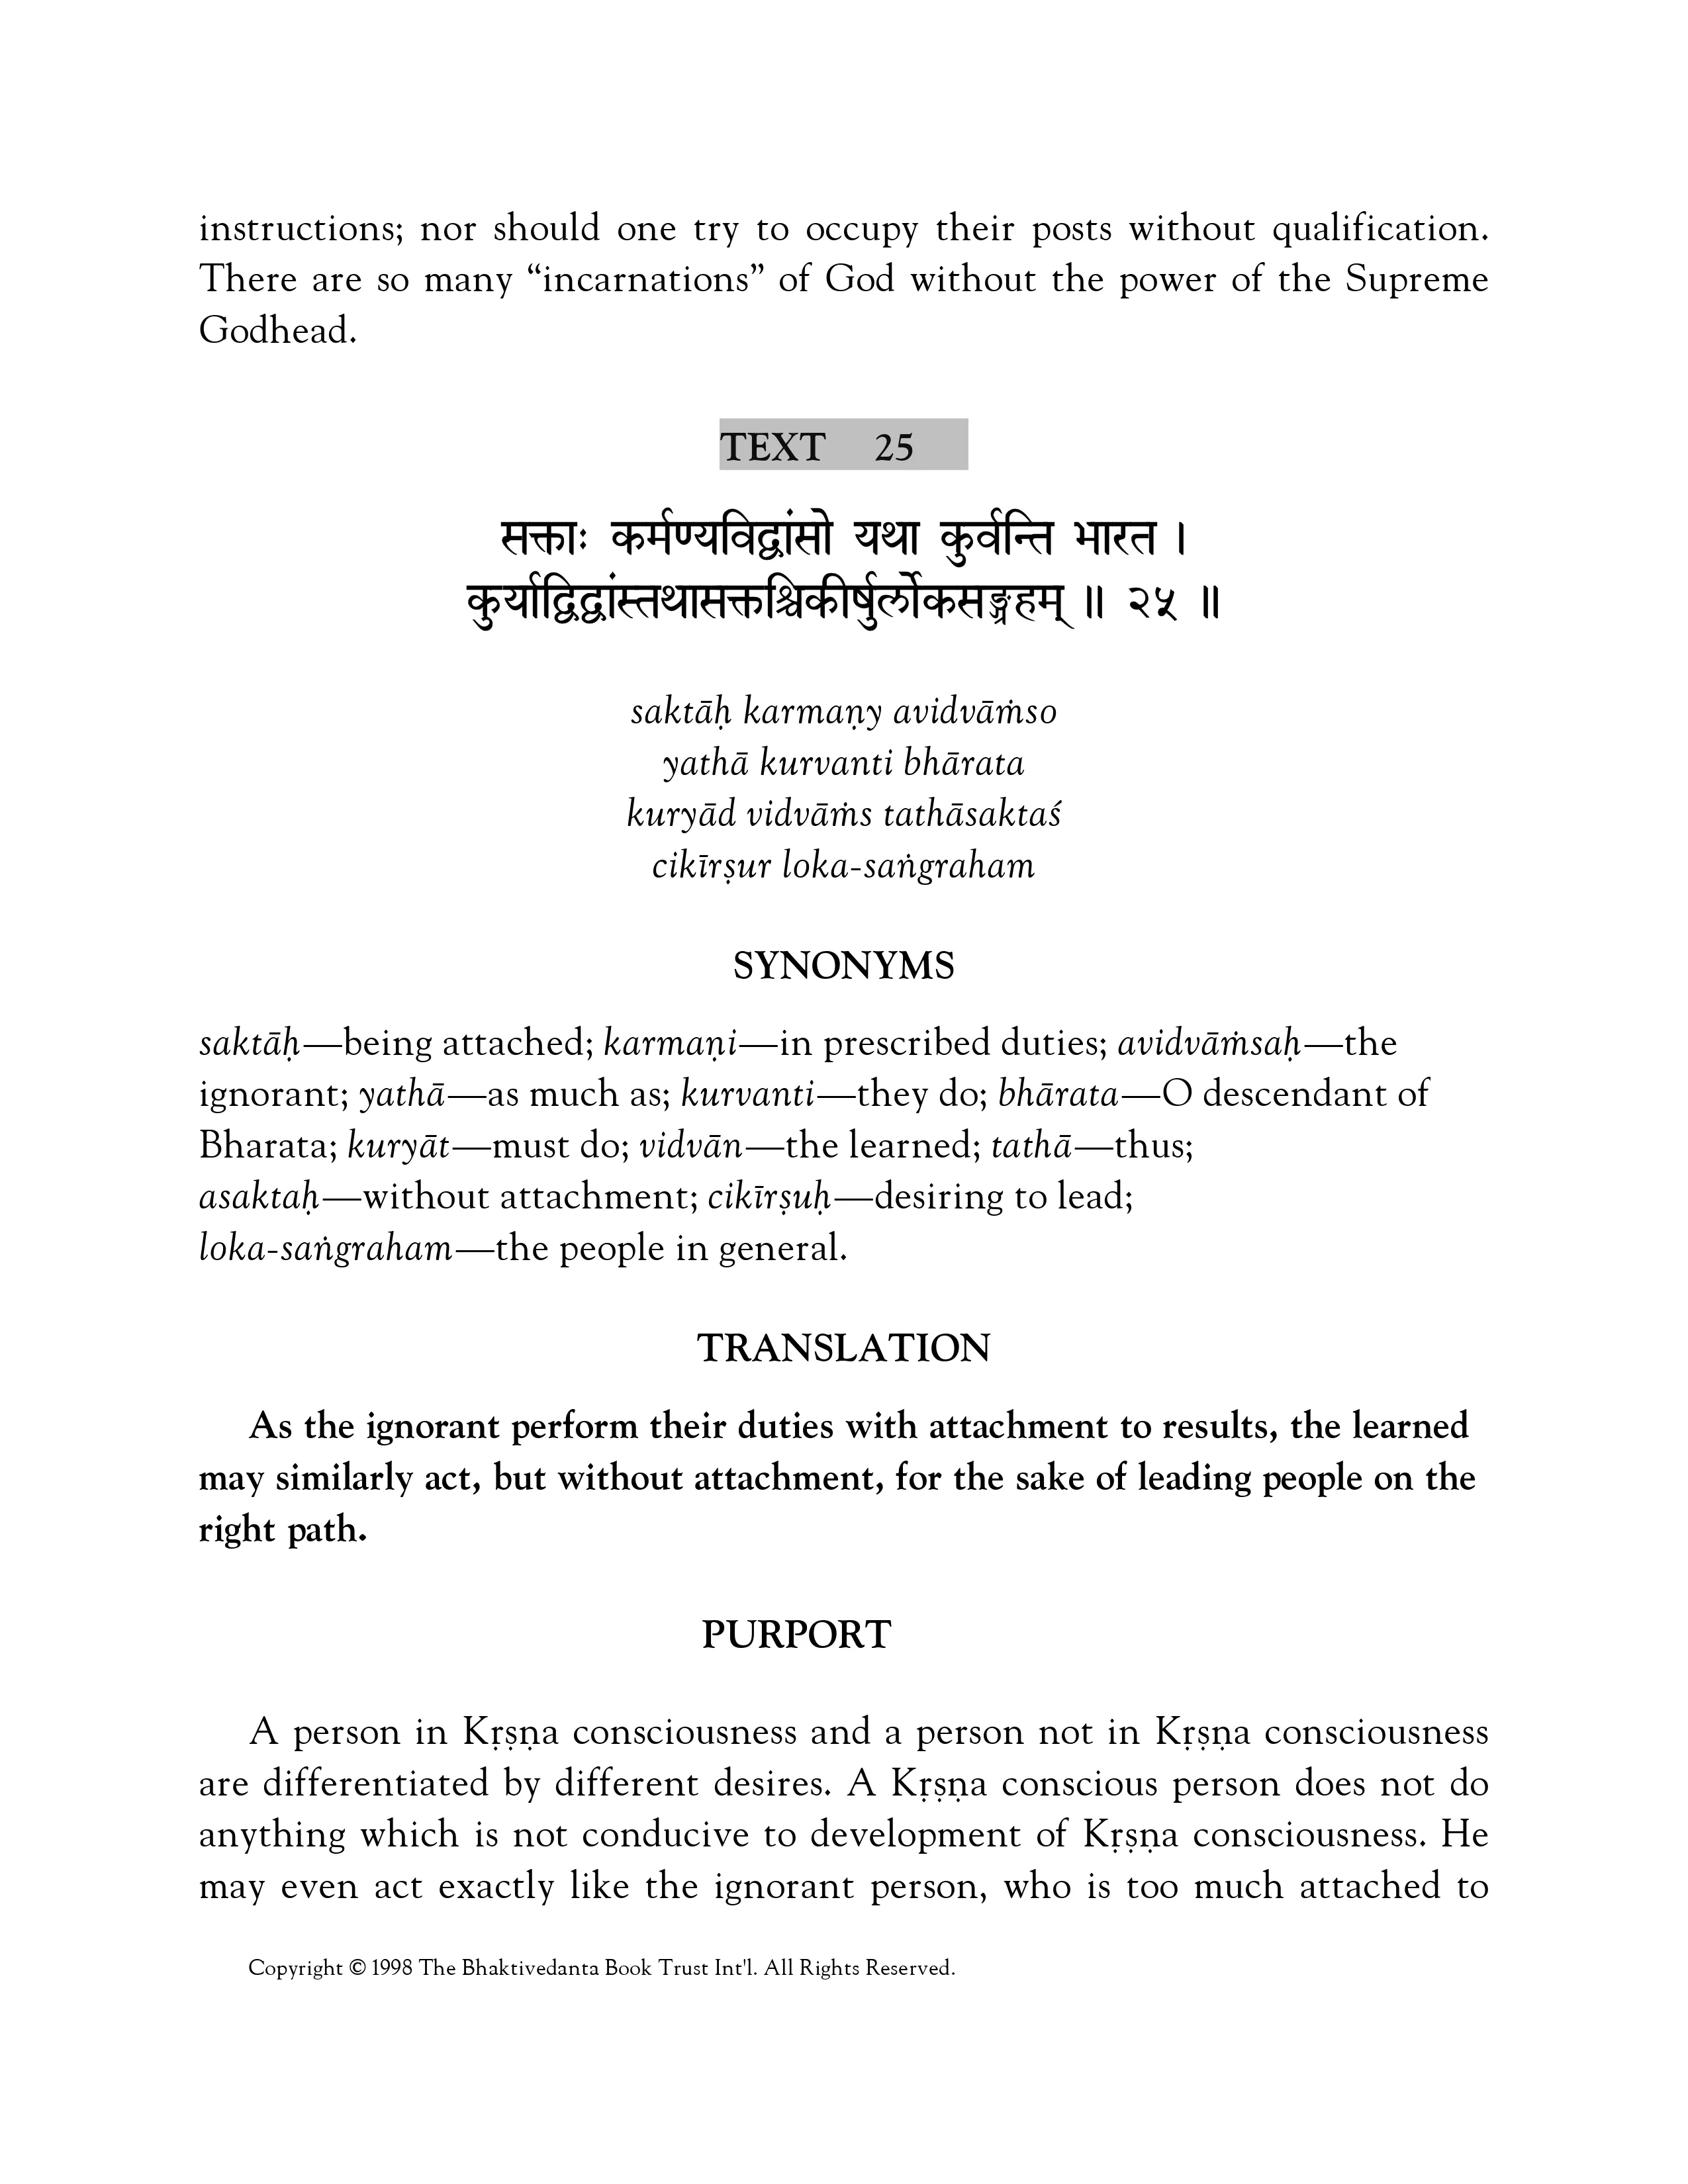 instructions; nor should one try to occupy their posts without qualification.
There are so many “incarnations” of God without the power of the Supreme
Godhead.
TEXT 25
सक्ताः कर्मण्यविद्वांसो यथा कुर्वन्ति भारत ।
कुर्याद्विद्वांस्तथासक्तश्चिकीर्षुर्लोकसङ्ग्रहम् ॥ २५ ॥
saktāḥ karmaṇy avidvāṁso
yathā kurvanti bhārata
kuryād vidvāṁs tathāsaktaś
cikīrṣur loka-saṅgraham
SYNONYMS
saktāḥ—being attached; karmaṇi—in prescribed duties; avidvāṁsaḥ—the
ignorant; yathā—as much as; kurvanti—they do; bhārata—O descendant of
Bharata; kuryāt—must do; vidvān—the learned; tathā—thus;
asaktaḥ—without attachment; cikīrṣuḥ—desiring to lead;
loka-saṅgraham—the people in general.
TRANSLATION
As the ignorant perform their duties with attachment to results, the learned
may similarly act, but without attachment, for the sake of leading people on the
right path.
PURPORT
A person in Kṛṣṇa consciousness and a person not in Kṛṣṇa consciousness
are differentiated by different desires. A Kṛṣṇa conscious person does not do
anything which is not conducive to development of Kṛṣṇa consciousness. He
may even act exactly like the ignorant person, who is too much attached to
Copyright © 1998 The Bhaktivedanta Book Trust Int'l. All Rights Reserved.